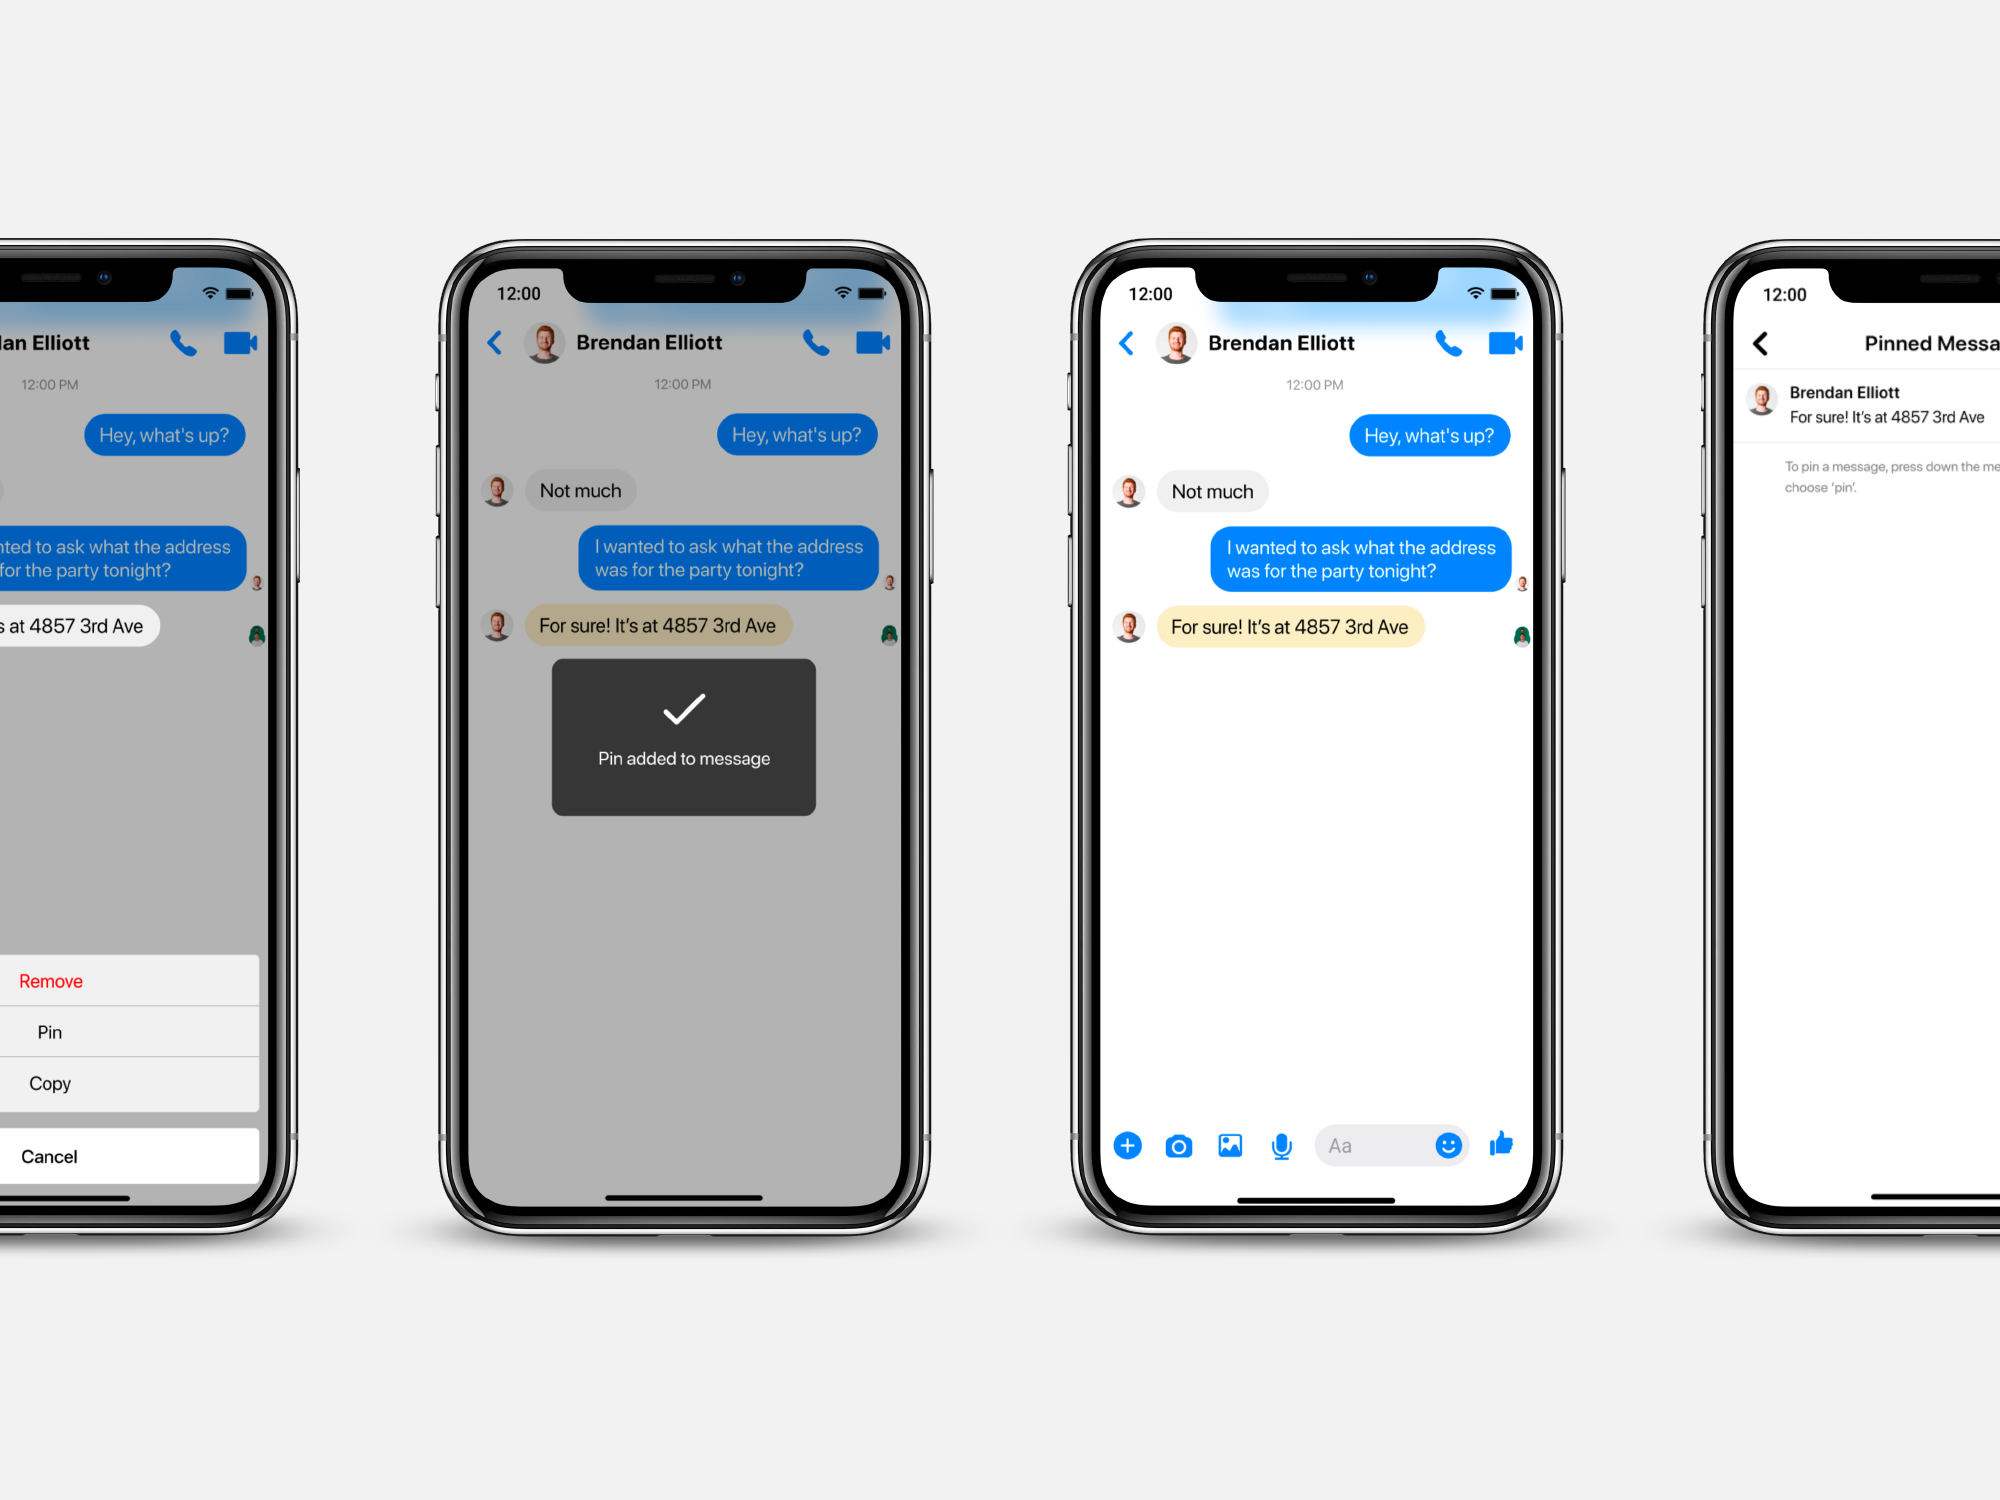 lan Elliott
12:00 PM
Hey, what's up?
nted to ask what the address
for the party tonight?
s at 4857 3rd Ave
Remove
Pin
Copy
Cancel
12:00
Brendan Elliott
12:00 PM
Hey, what's up?
Not much
I wanted to ask what the address
was for the party tonight?
For sure! It’s at 4857 3rd Ave
Pin added to message
12:00
Brendan Elliott
12:00 PM
Hey, what's up?
Not much
I wanted to ask what the address
was for the party tonight?
For sure! It’s at 4857 3rd Ave
Aa
12:00
Pinned Messa
Brendan Elliott
For sure! It’s at 4857 3rd Ave
To pin a message, press down the me
choose ‘pin’.